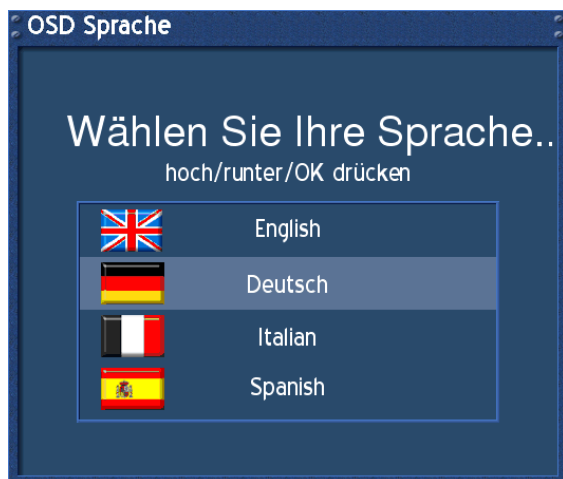 OSD Sprache
Wählen Sie Ihre Sprache..
hoch/runter/OK drücken
English
Deutsch
Italian
Spanish